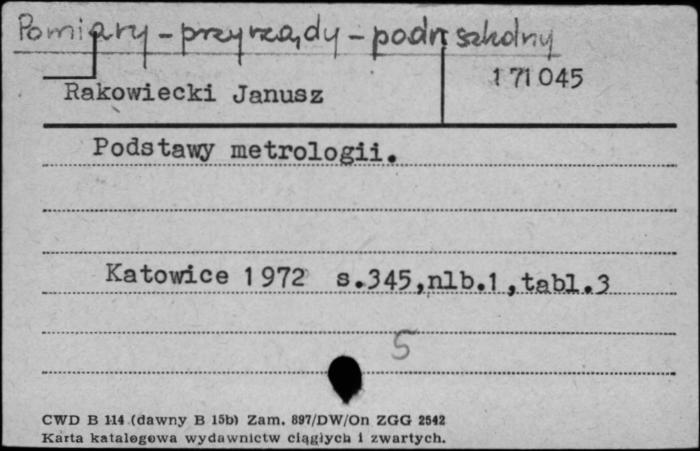 Pomiary - przyrządy - podr. szkolny
171045
Rakowiecki Janusz
Podstawy metrologii.
Katowice 1972 s.345,nlb.1,tabl.3
5
CWD B 114 (dawny B 15b) Zam. 897/DW/On ZGG 2542
Karta katalogowa wydawnictw ciągłych i zwartych.